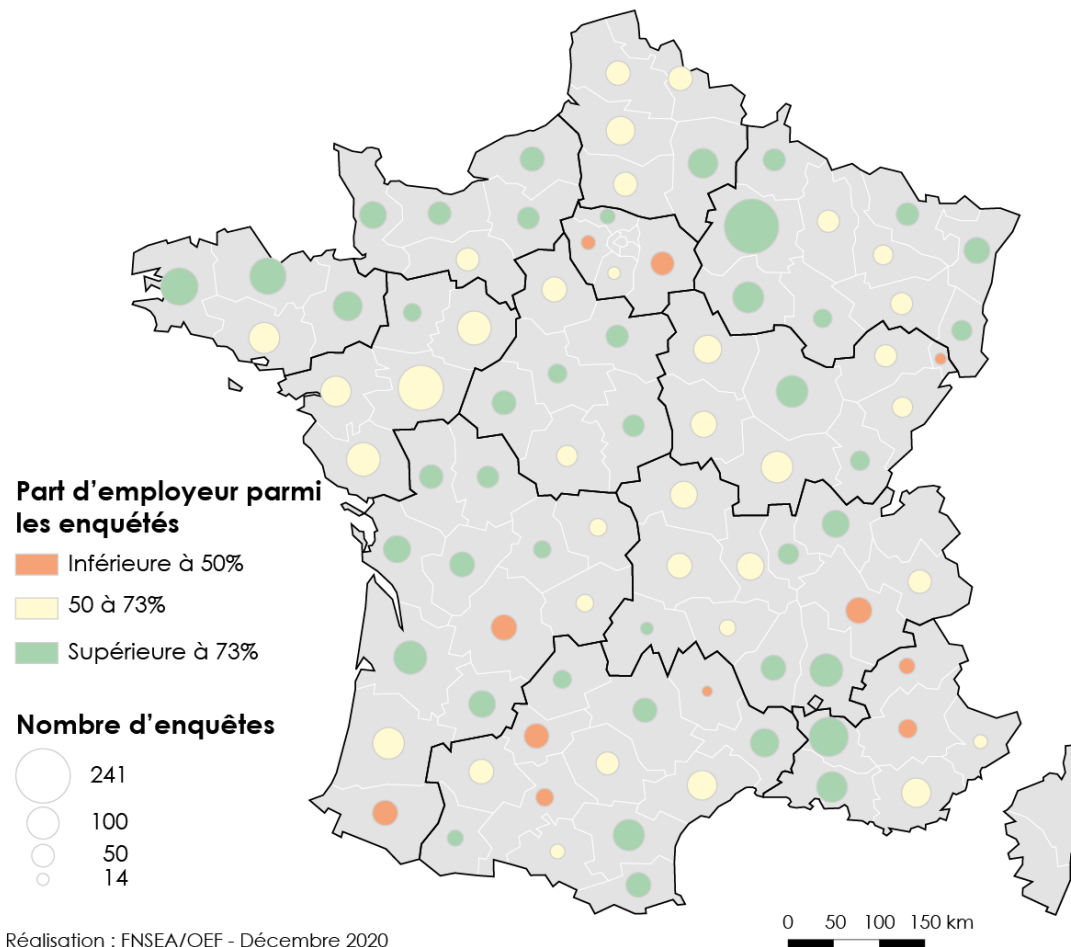 Part d’employeur parmi
les enquétés
Inférieure à 50%
50 à 73%
Supérieure à 73%
Nombre d’enquêtes
241
100
50
14
Réalisation : FNSEA/OEF - Décembre 2020
0 50 100 150 km